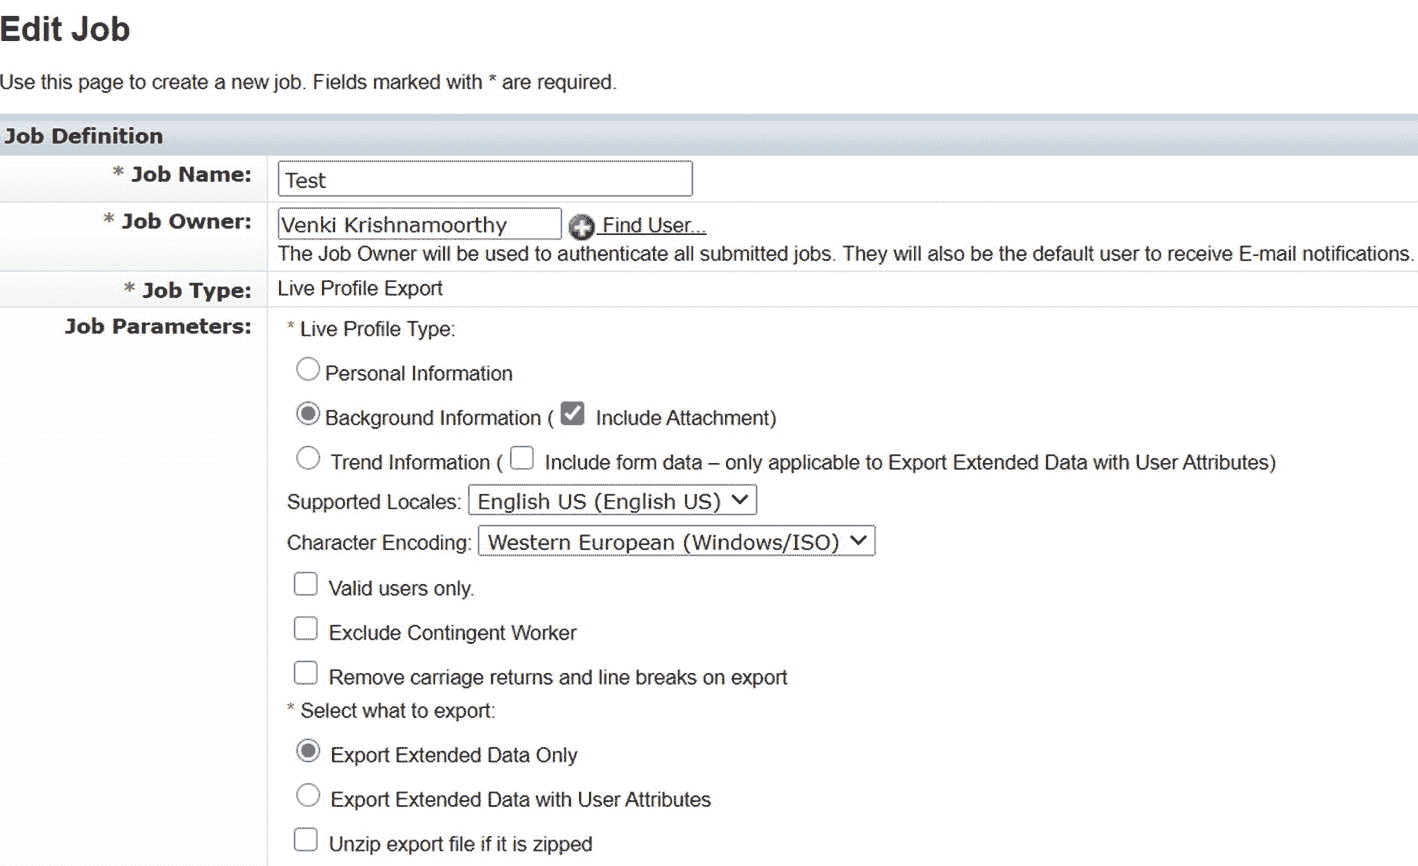 Edit Job
Use this page to create a new job. Fields marked with * are required.
Job Definition
* Job Name: Test
* Job Owner: Venki Krishnamoorthy Find User...
The Job Owner will be used to authenticate all submitted jobs. They will also be the default user to receive E-mail notifications.
* Job Type: Live Profile Export
Job Parameters: * Live Profile Type:
Personal Information
Background Information ( Include Attachment)
Trend Information ( Include form data – only applicable to Export Extended Data with User Attributes)
Supported Locales: English US (English US)
Character Encoding: Western European (Windows/ISO)
Valid users only.
Exclude Contingent Worker
Remove carriage returns and line breaks on export
* Select what to export:
Export Extended Data Only
Export Extended Data with User Attributes
Unzip export file if it is zipped